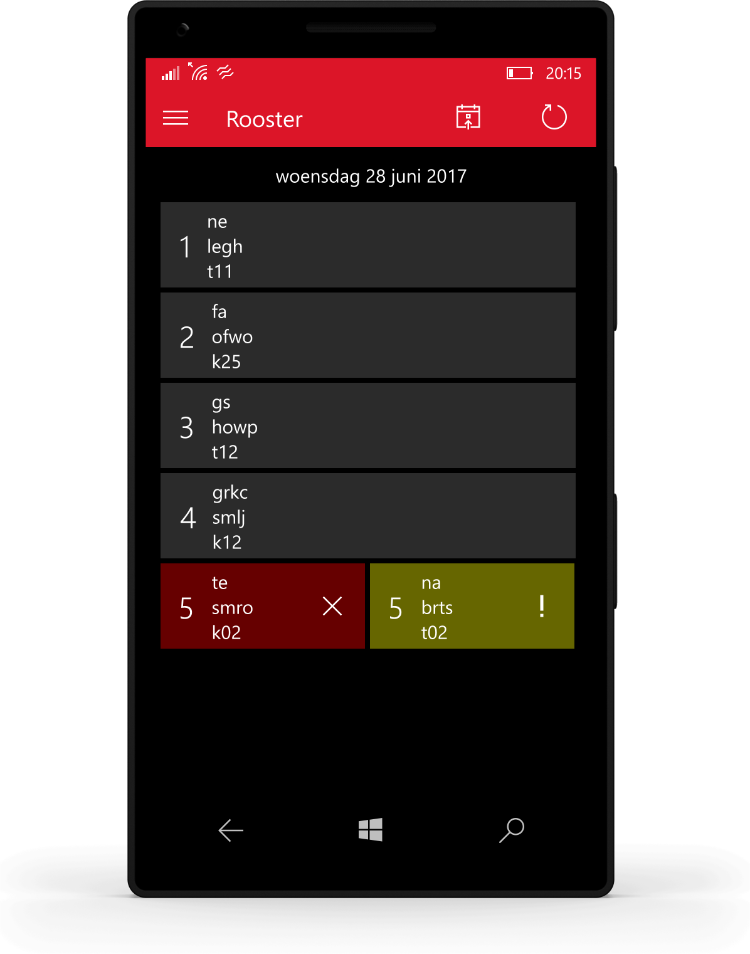 20:15
Rooster
woensdag 28 juni 2017
1
ne
legh
t11
2
fa
ofwo
k25
3
gs
howp
t12
4
grkc
smlj
k12
5
te
smro
k02
5
na
brts
t02
!